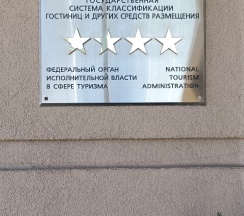 ГОСУДАРСТВЕННАЯ
СИСТЕМА КЛАССИФИКАЦИИ
ГОСТИНИЦ И ДРУГИХ СРЕДСТВ РАЗМЕЩЕНИЯ
ФЕДЕРАЛЬНЫЙ ОРГАН NATIONAL
ИСПОЛНИТЕЛЬНОЙ ВЛАСТИ TOURISM
В СФЕРЕ ТУРИЗМА ADMINISTRATION